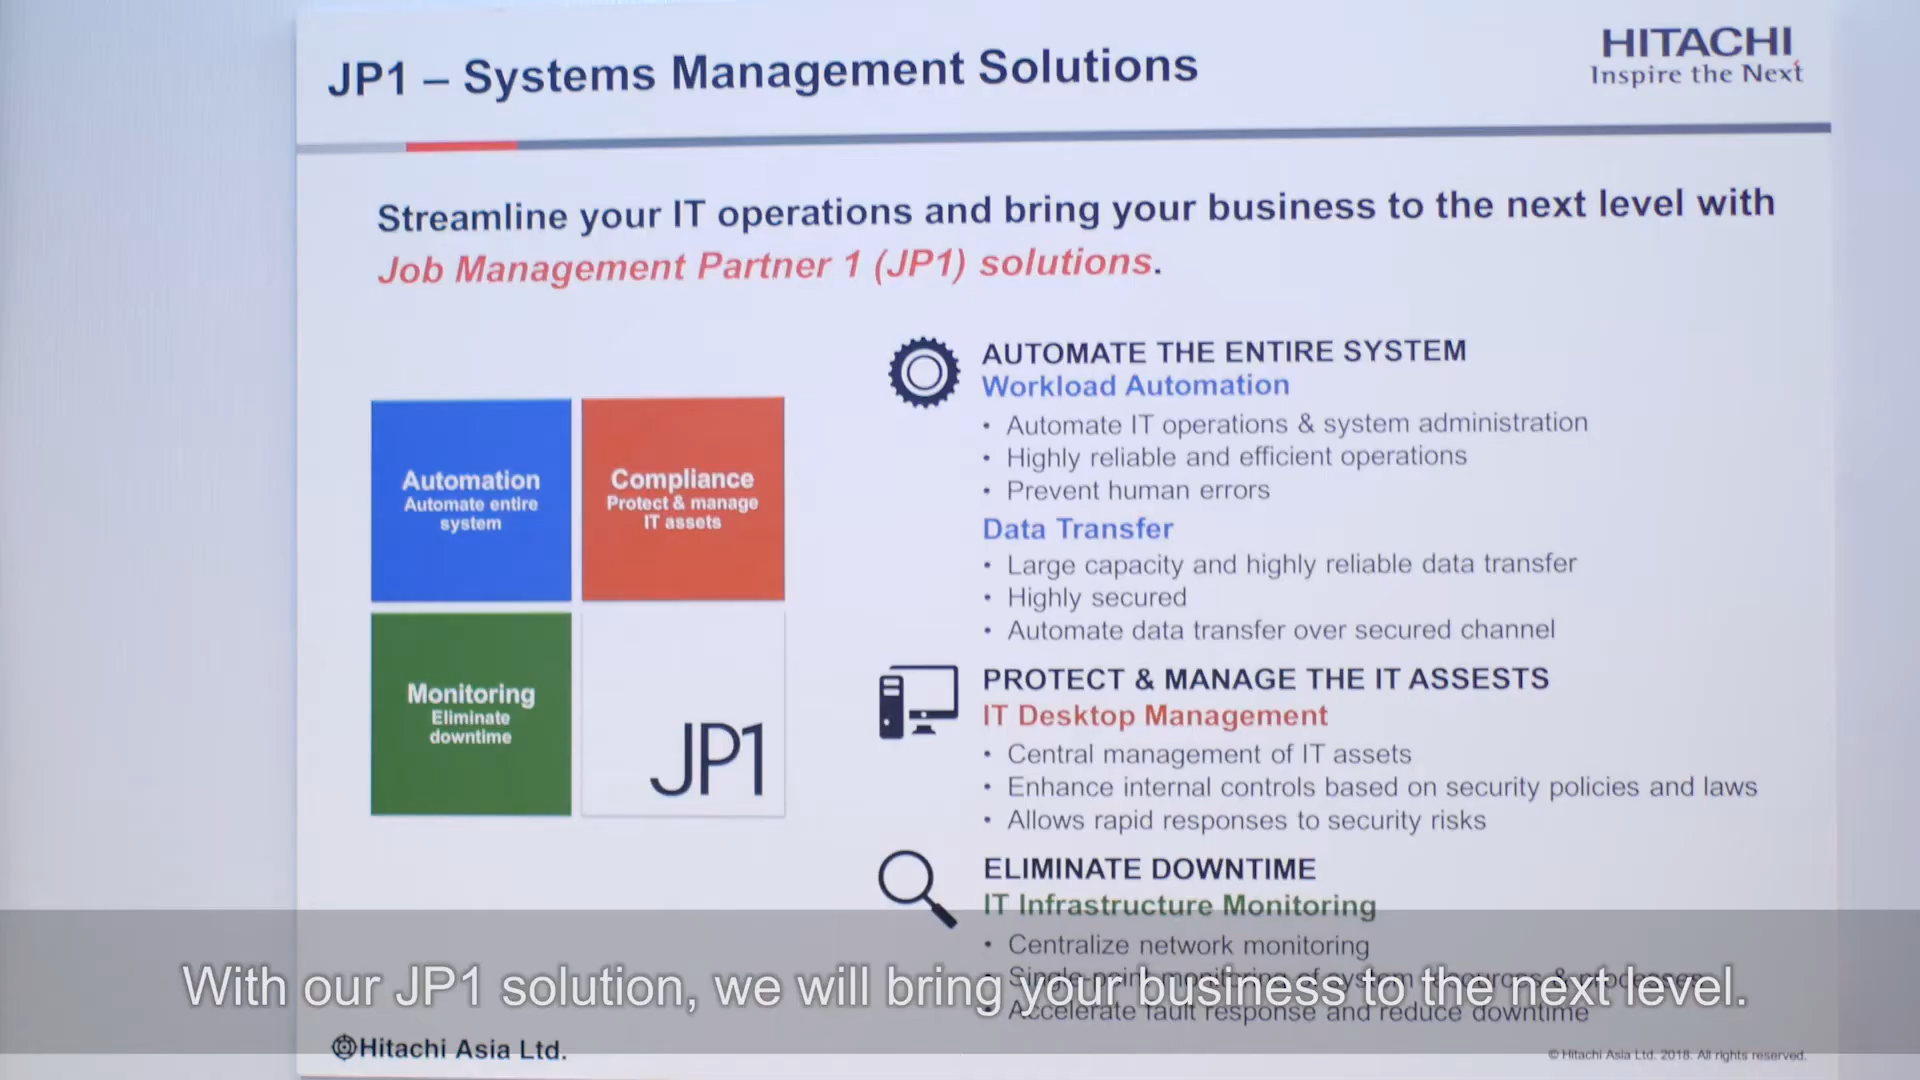 JP1 – Systems Management Solutions
HITACHI
Inspire the Next
Streamline your IT operations and bring your business to the next level with
Job Management Partner 1 (JP1) solutions.
Automation
Automate entire
system
Compliance
Protect & manage
IT assets
Monitoring
Eliminate
downtime
JP1
AUTOMATE THE ENTIRE SYSTEM
Workload Automation
• Automate IT operations & system administration
• Highly reliable and efficient operations
• Prevent human errors
Data Transfer
• Large capacity and highly reliable data transfer
• Highly secured
• Automate data transfer over secured channel
PROTECT & MANAGE THE IT ASSESTS
IT Desktop Management
• Central management of IT assets
• Enhance internal controls based on security policies and laws
• Allows rapid responses to security risks
ELIMINATE DOWNTIME
IT Infrastructure Monitoring
• Centralize network monitoring
• Single-point monitoring of system resources & processes
• Accelerate fault response and reduce downtime
With our JP1 solution, we will bring your business to the next level.
Hitachi Asia Ltd.
© Hitachi Asia Ltd. 2018. All rights reserved.